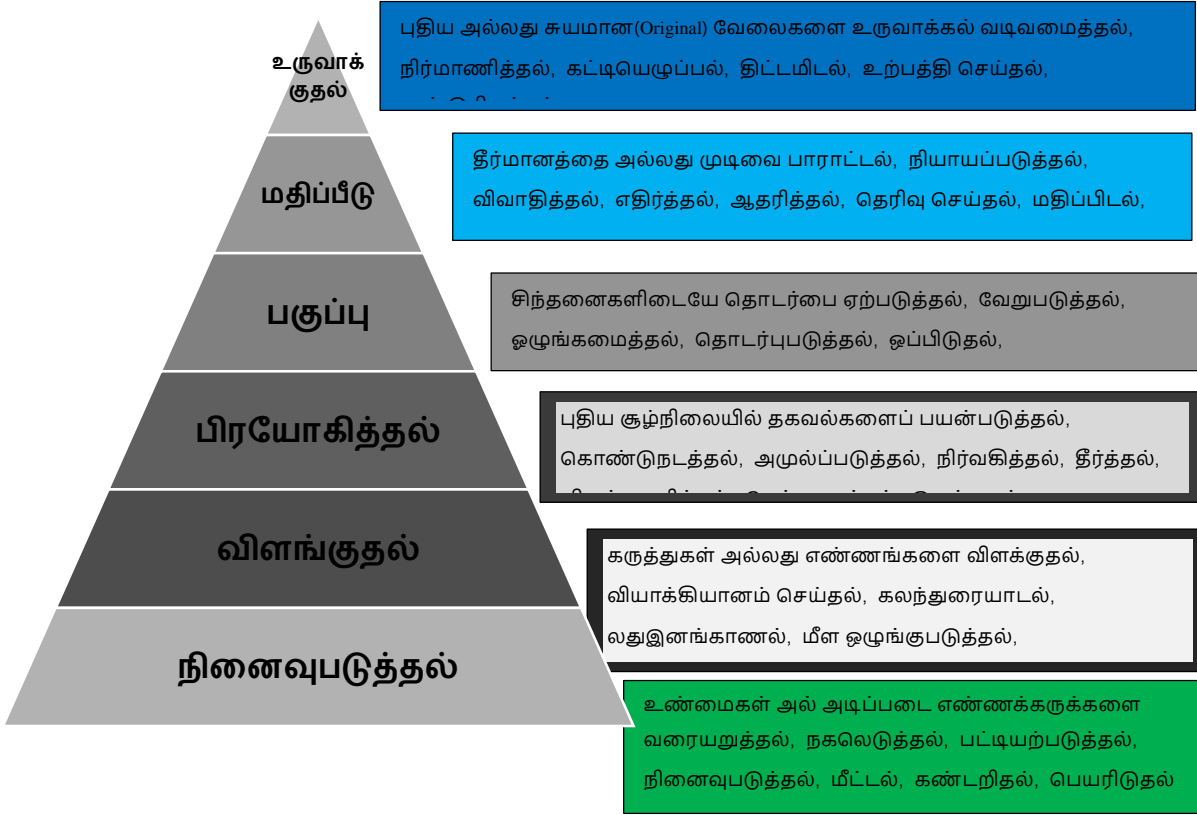 உருவாக்
குதல்
புதிய அல்லது சுயமான(Original) வேலைகளை உருவாக்கல் வடிவமைத்தல்,
நிர்மாணித்தல், கட்டியெழுப்பல், திட்டமிடல், உற்பத்தி செய்தல்,
மதிப்பீடு
தீர்மானத்தை அல்லது முடிவை பாராட்டல், நியாயப்படுத்தல்,
விவாதித்தல், எதிர்த்தல், ஆதரித்தல், தெரிவு செய்தல், மதிப்பிடல்,
பகுப்பு
சிந்தனைகளிடையே தொடர்பை ஏற்படுத்தல், வேறுபடுத்தல்,
ஓழுங்கமைத்தல், தொடர்புபடுத்தல், ஒப்பிடுதல்,
பிரயோகித்தல்
புதிய சூழ்நிலையில் தகவல்களைப் பயன்படுத்தல்,
கொண்டுநடத்தல், அமுல்ப்படுத்தல், நிர்வகித்தல், தீர்த்தல்,
விளங்குதல்
கருத்துகள் அல்லது எண்ணங்களை விளக்குதல்,
வியாக்கியானம் செய்தல், கலந்துரையாடல்,
லதுஇனங்காணல், மீள ஒழுங்குபடுத்தல்,
நினைவுபடுத்தல்
உண்மைகள் அல் அடிப்படை எண்ணக்கருக்களை
வரையறுத்தல், நகலெடுத்தல், பட்டியற்படுத்தல்,
நினைவுபடுத்தல், மீட்டல், கண்டறிதல், பெயரிடுதல்